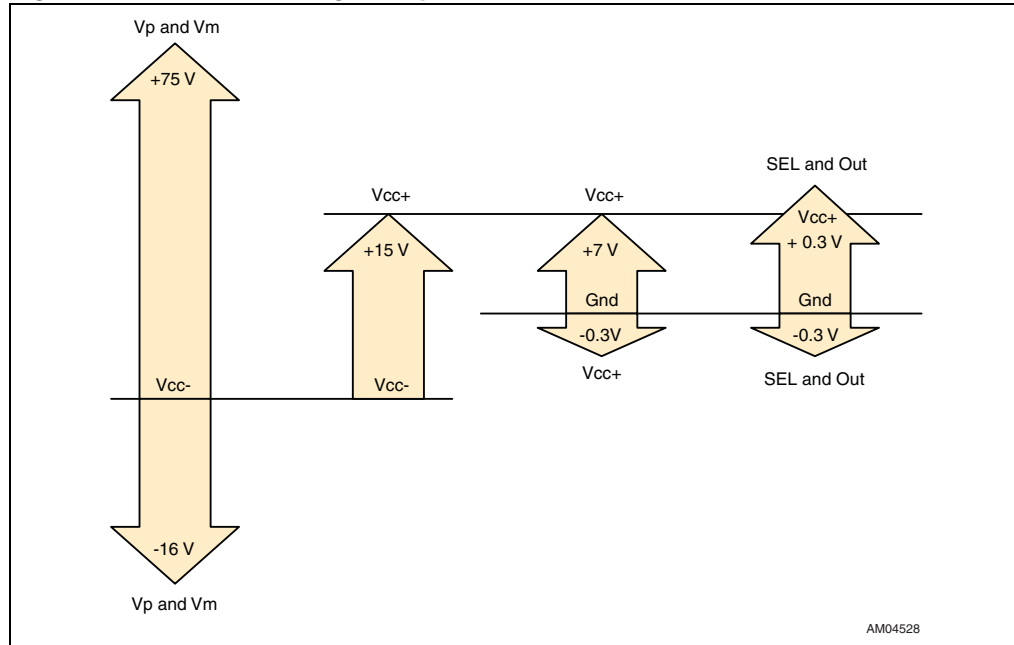 Vp and Vm
+75 V
Vcc-
-16 V
Vp and Vm
Vcc+
+15 V
Vcc-
Vcc+
+7 V
Gnd
-0.3V
Vcc+
SEL and Out
Vcc+
+ 0.3 V
Gnd
-0.3 V
SEL and Out
AM04528